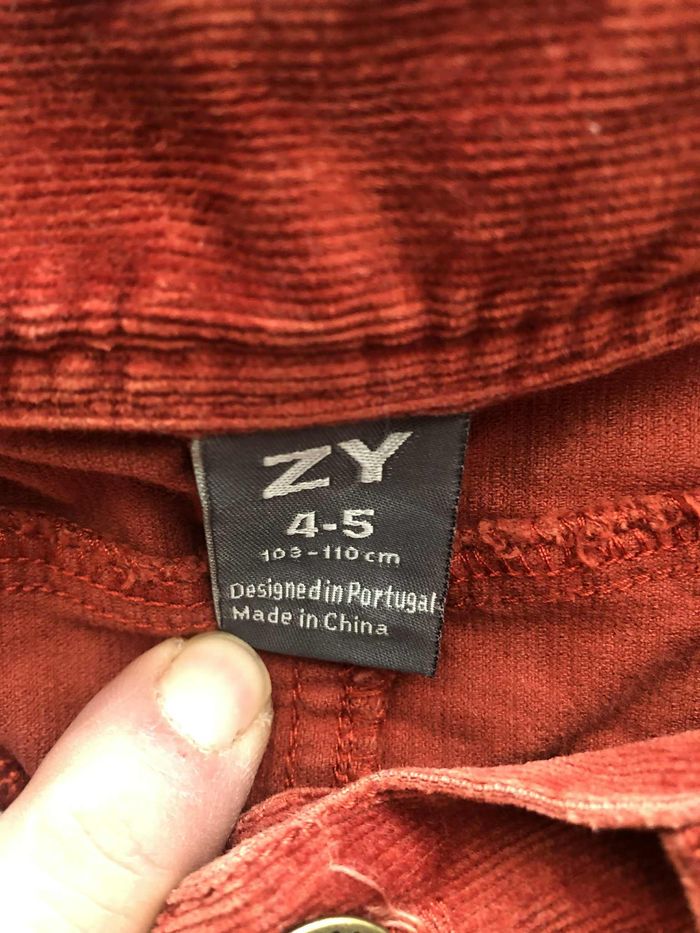 ZY
4-5
103-110cm
Designed in Portugal
Made in China